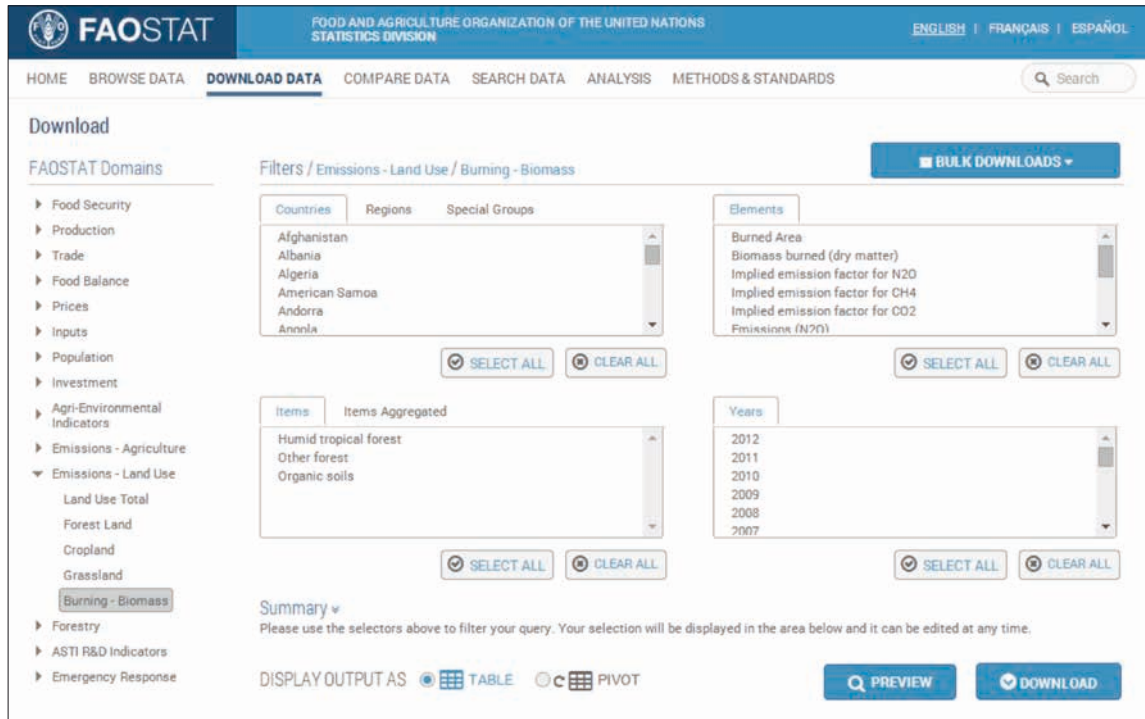 FAOSTAT
FOOD AND AGRICULTURE ORGANIZATION OF THE UNITED NATIONS
STATISTICS DIVISION
ENGLISH | FRANÇAIS | ESPAÑOL
HOME BROWSE DATA DOWNLOAD DATA COMPARE DATA SEARCH DATA ANALYSIS METHODS & STANDARDS
Search
Download
FAOSTAT Domains
Food Security
Production
Trade
Food Balance
Prices
Inputs
Population
Investment
Agri-Environmental
Indicators
Emissions - Agriculture
Emissions - Land Use
Land Use Total
Forest Land
Cropland
Grassland
Burning - Biomass
Forestry
ASTI R&D Indicators
Emergency Response
Filters / Emissions - Land Use / Burning - Biomass
BULK DOWNLOADS
Countries Regions Special Groups
Afghanistan
Albania
Algeria
American Samoa
Andorra
Angola
SELECT ALL CLEAR ALL
Elements
Burned Area
Biomass burned (dry matter)
Implied emission factor for N2O
Implied emission factor for CH4
Implied emission factor for CO2
Emissions (N2O)
SELECT ALL CLEAR ALL
Items Items Aggregated
Humid tropical forest
Other forest
Organic soils
SELECT ALL CLEAR ALL
Years
2012
2011
2010
2009
2008
2007
SELECT ALL CLEAR ALL
Summary
Please use the selectors above to filter your query. Your selection will be displayed in the area below and it can be edited at any time.
DISPLAY OUTPUT AS TABLE C PIVOT
PREVIEW DOWNLOAD